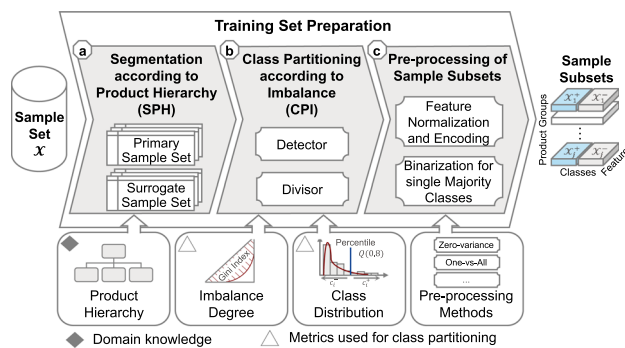 Training Set Preparation
Sample
Set
𝒳
a
Segmentation
according to
Product Hierarchy
(SPH)
Primary
Sample Set
Surrogate
Sample Set
b
Class Partitioning
according to
Imbalance
(CPI)
Detector
Divisor
c
Pre-processing of
Sample Subsets
Feature
Normalization
and Encoding
Binarization for
single Majority
Classes
Sample
Subsets
Product Groups
Classes
Product
Hierarchy
Gini Index
Imbalance
Degree
Percentile
Q(0,8)
Class
Distribution
Zero-variance
One-vs-All
...
Pre-processing
Methods
Domain knowledge
Metrics used for class partitioning